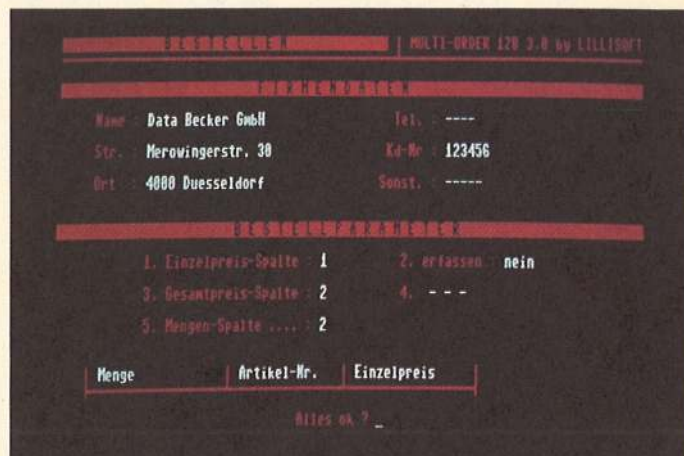 BESTELLEN MULTI-ORDER 128 3.0 by LILLISOFT
FIRMENDATEN
Name : Data Becker GmbH Tel. : ----
Str. : Merowingerstr. 30 Kd-Nr : 123456
Ort : 4000 Duesseldorf Sonst. : -----
BESTELLPARAMETER
1. Einzelpreis-Spalte : 1 2. erfassen : nein
3. Gesamtpreis-Spalte : 2 4. - - -
5. Mengen-Spalte .... : 2
Menge Artikel-Nr. Einzelpreis
Alles ok ? _